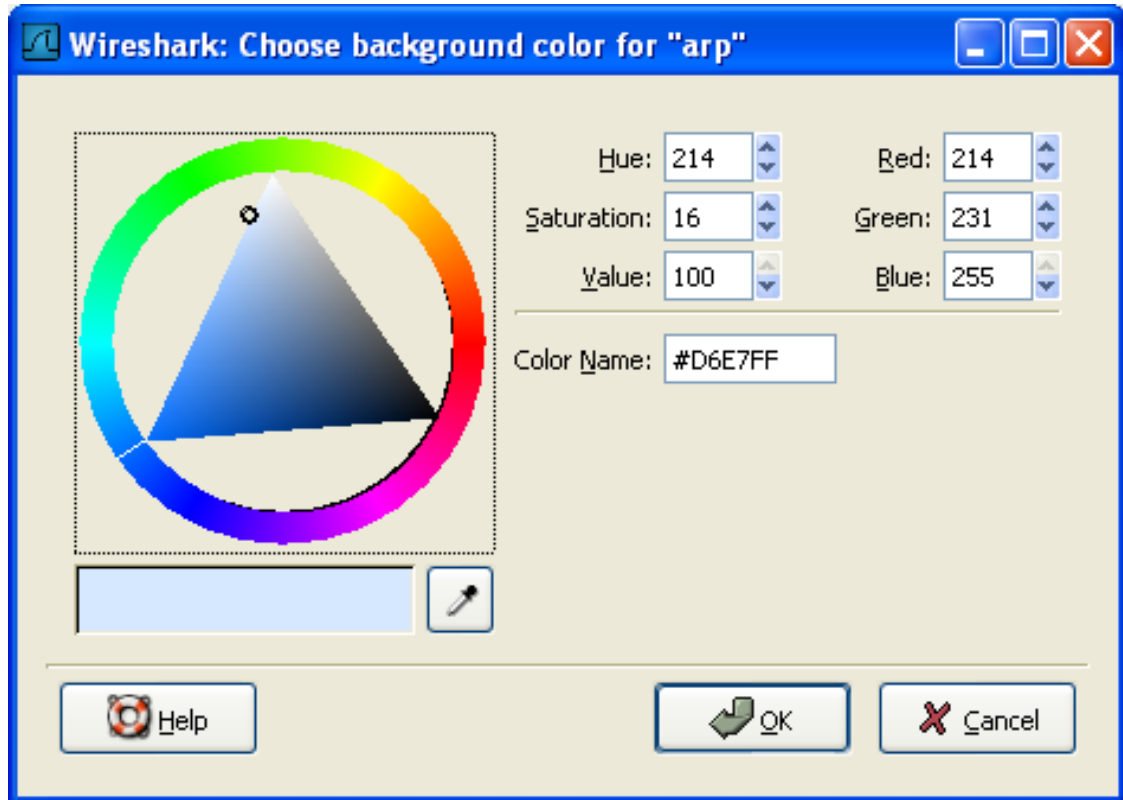 Wireshark: Choose background color for "arp"
Hue: 214 Red: 214
Saturation: 16 Green: 231
Value: 100 Blue: 255
Color Name: #D6E7FF
Help OK Cancel